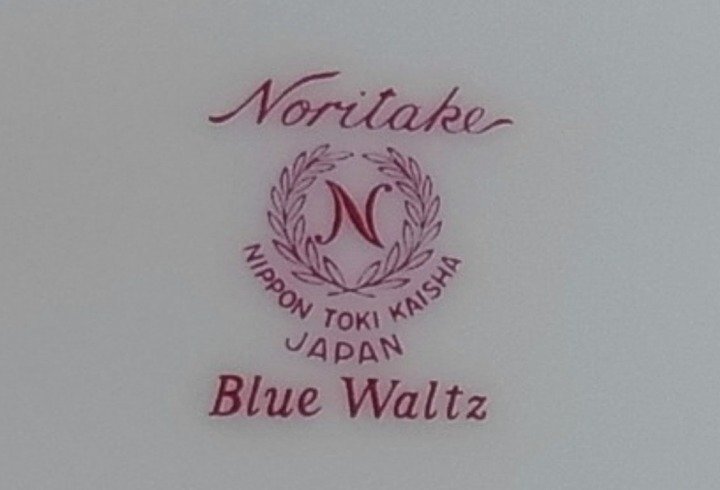 Noritake
N
NIPPON TOKI KAISHA
JAPAN
Blue Waltz